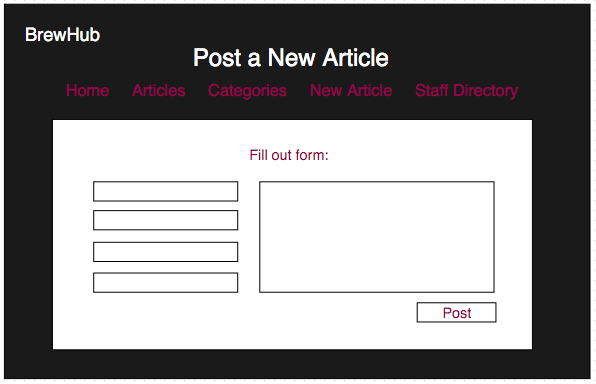 BrewHub
Post a New Article
Home Articles Categories New Article Staff Directory
Fill out form:
Post